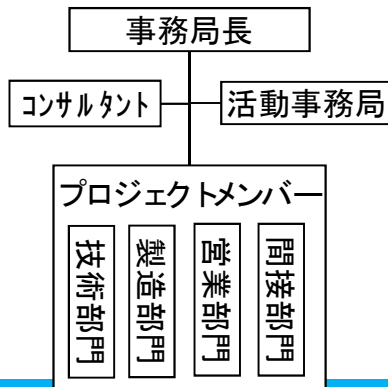 事務局長
コンサルタント
活動事務局
プロジェクトメンバー
技術部門
製造部門
営業部門
間接部門